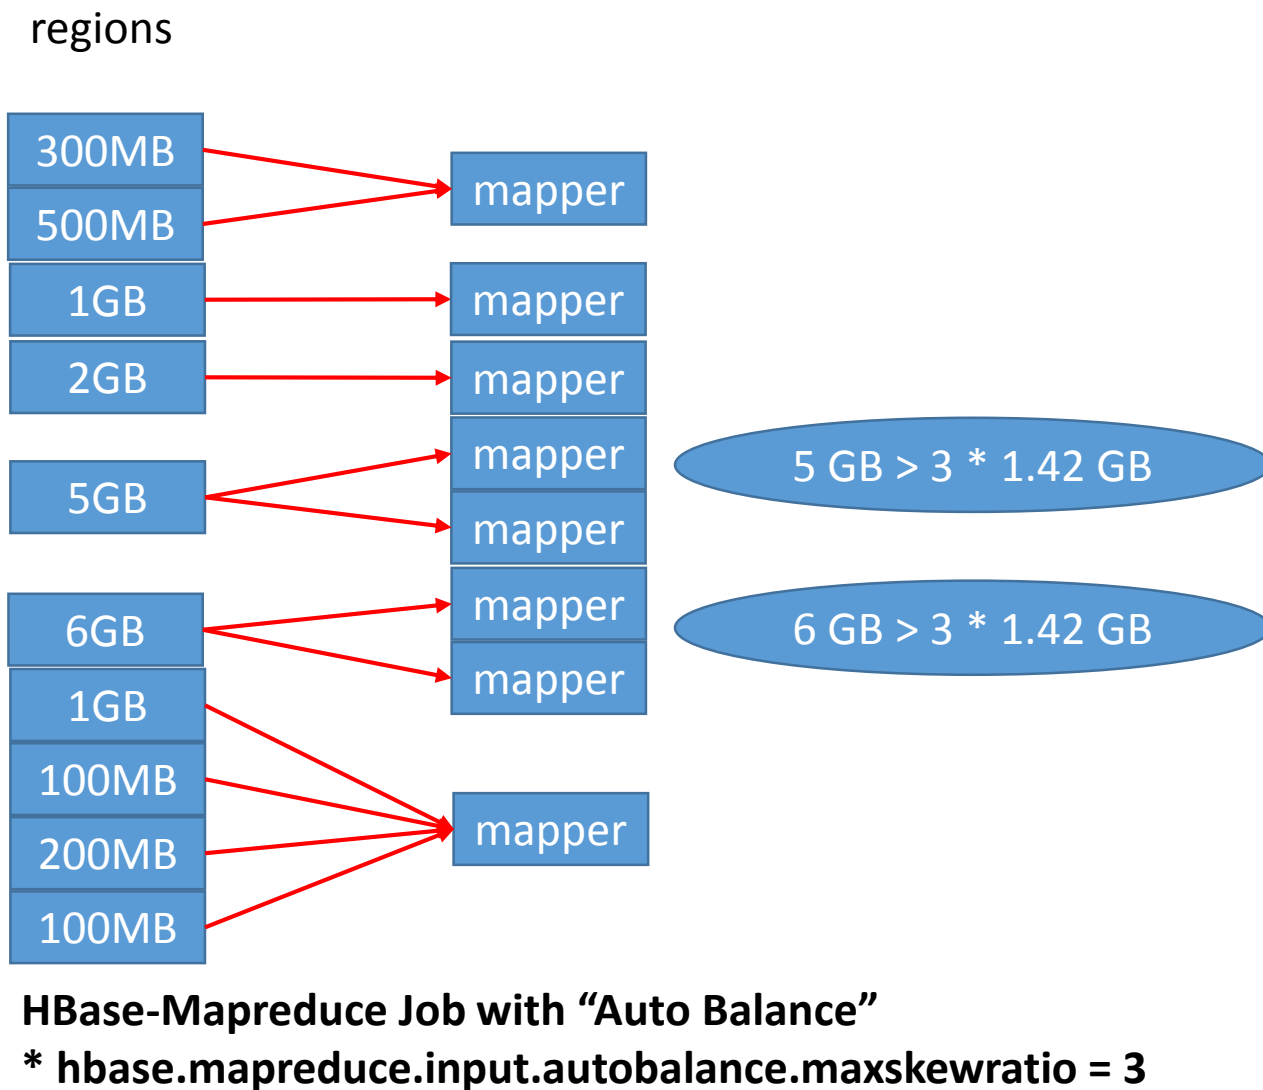 regions
300MB
500MB
1GB
2GB
5GB
6GB
1GB
100MB
200MB
100MB
mapper
mapper
mapper
mapper
mapper
mapper
mapper
mapper
5 GB > 3 * 1.42 GB
6 GB > 3 * 1.42 GB
HBase-Mapreduce Job with “Auto Balance”
* hbase.mapreduce.input.autobalance.maxskewratio = 3